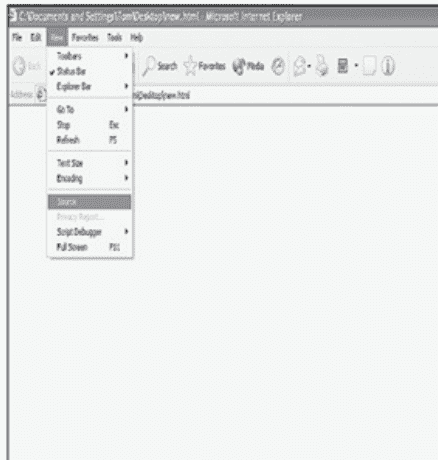 C:\Documents and Settings\Tom\Desktop\new.html - Microsoft Internet Explorer
File Edit View Favorites Tools Help
Back Search Favorites Media
Address Desktop\new.html
Toolbars
Status Bar
Explorer Bar
Go To
Stop Esc
Refresh F5
Text Size
Encoding
Source
Privacy Report...
Script Debugger
Full Screen F11